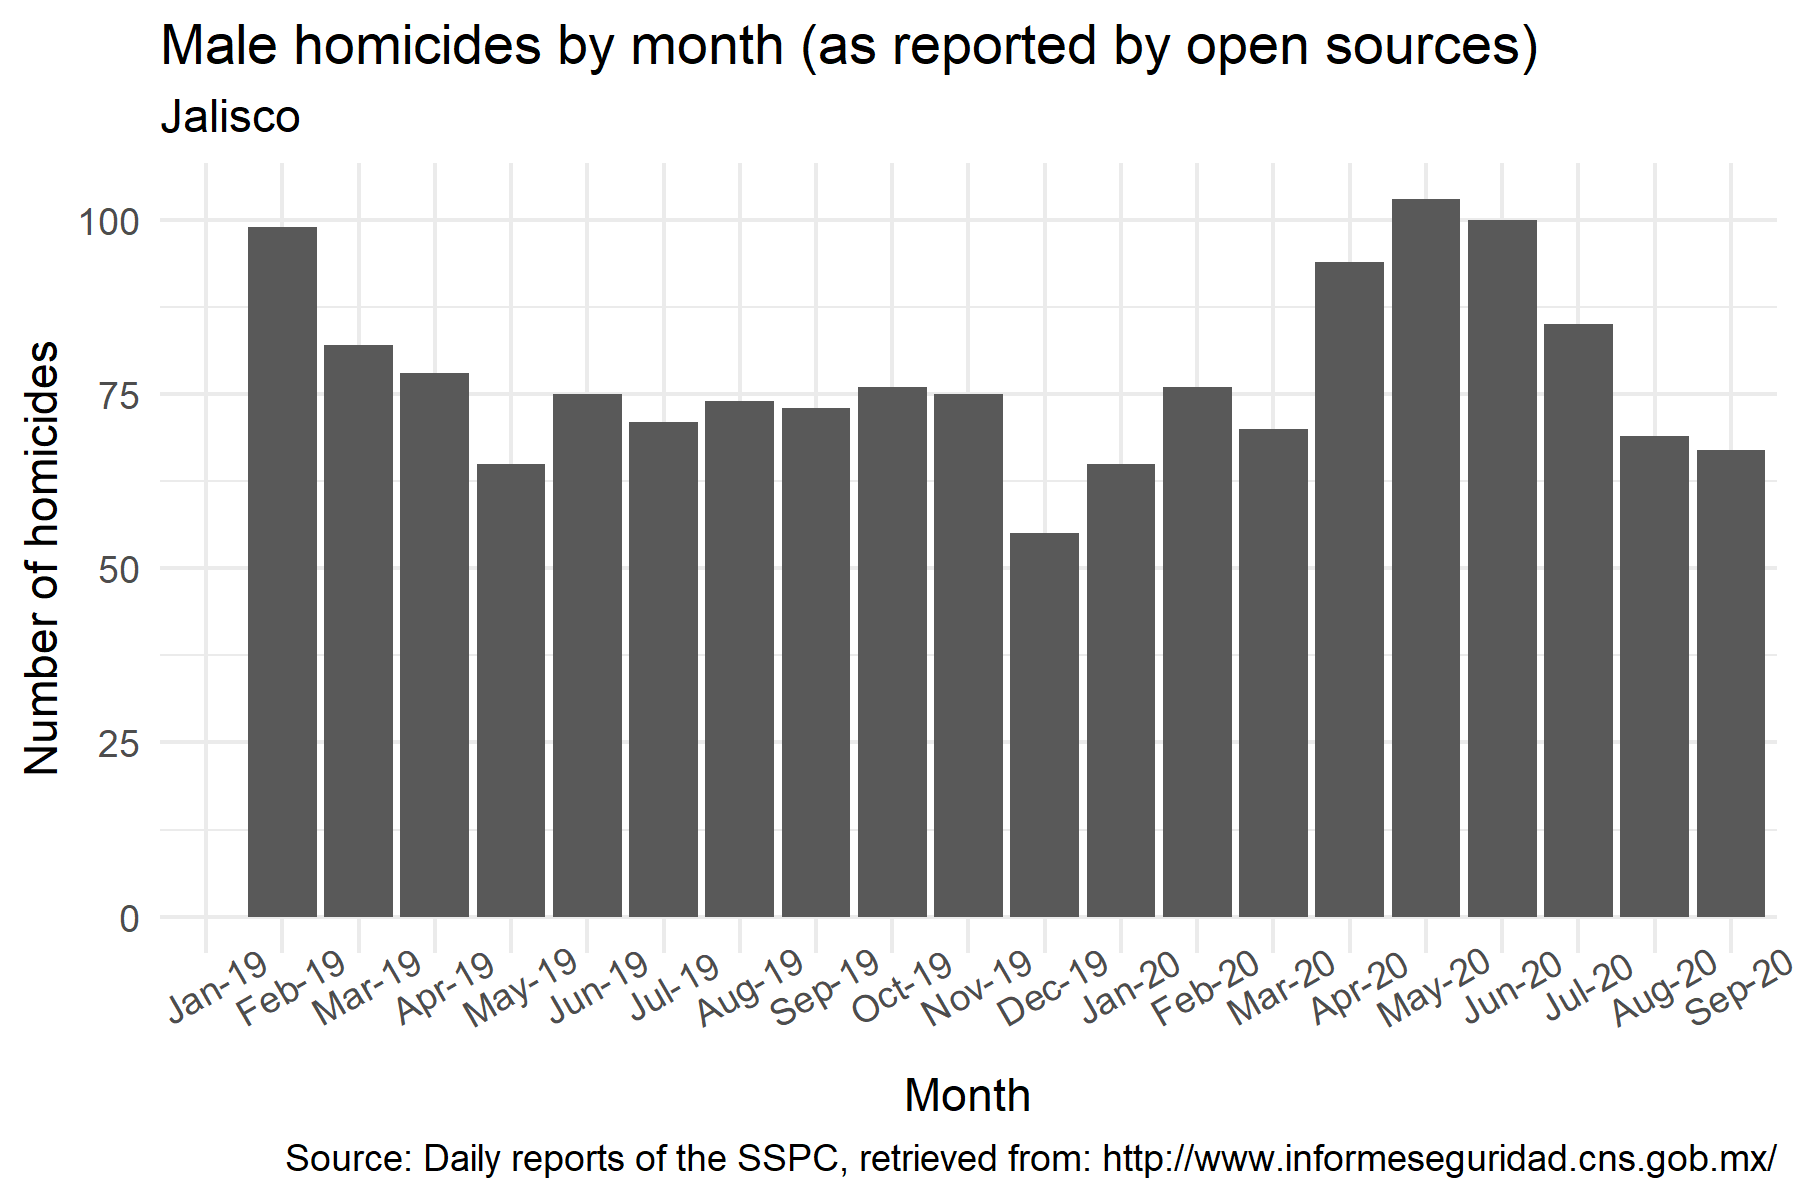 Male homicides by month (as reported by open sources)
Jalisco
Number of homicides
100
75
50
25
0
Jan-19
Feb-19
Mar-19
Apr-19
May-19
Jun-19
Jul-19
Aug-19
Sep-19
Oct-19
Nov-19
Dec-19
Jan-20
Feb-20
Mar-20
Apr-20
May-20
Jun-20
Jul-20
Aug-20
Sep-20
Month
Source: Daily reports of the SSPC, retrieved from: http://www.informeseguridad.cns.gob.mx/